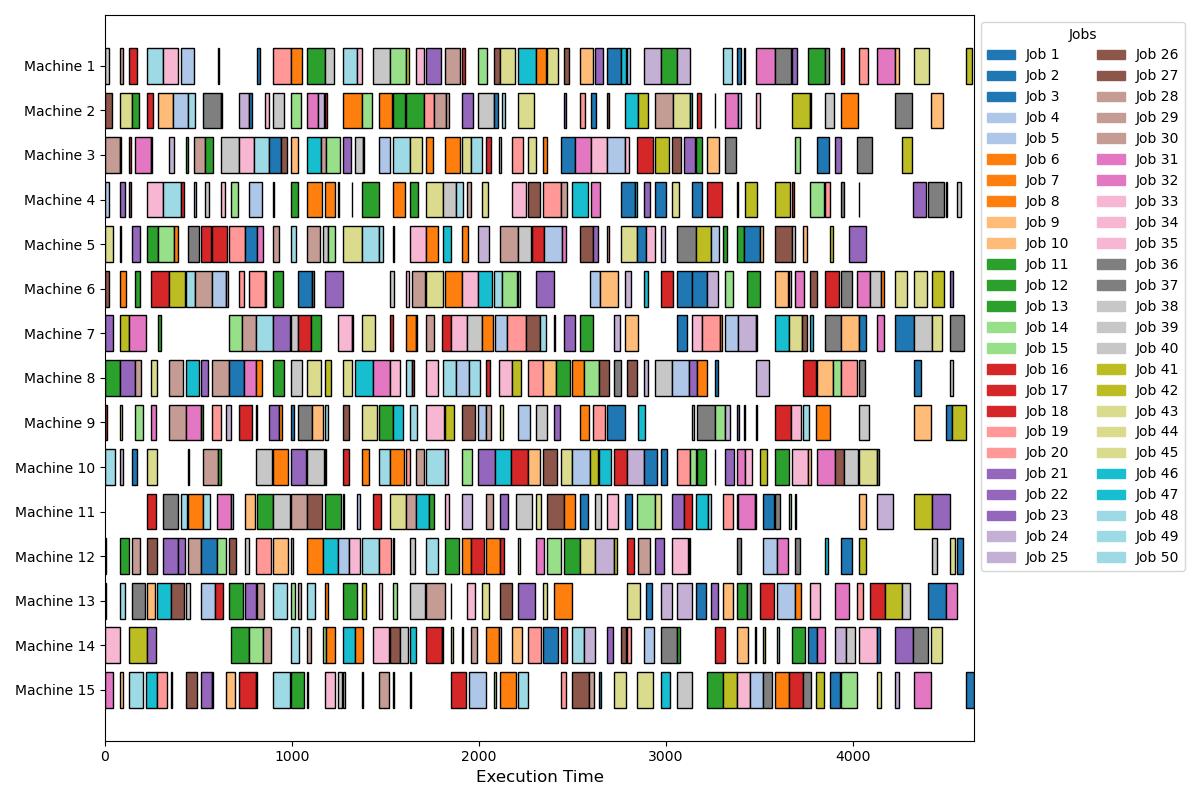 Machine 1
Machine 2
Machine 3
Machine 4
Machine 5
Machine 6
Machine 7
Machine 8
Machine 9
Machine 10
Machine 11
Machine 12
Machine 13
Machine 14
Machine 15
0 1000 2000 3000 4000
Execution Time
Jobs
Job 1
Job 2
Job 3
Job 4
Job 5
Job 6
Job 7
Job 8
Job 9
Job 10
Job 11
Job 12
Job 13
Job 14
Job 15
Job 16
Job 17
Job 18
Job 19
Job 20
Job 21
Job 22
Job 23
Job 24
Job 25
Job 26
Job 27
Job 28
Job 29
Job 30
Job 31
Job 32
Job 33
Job 34
Job 35
Job 36
Job 37
Job 38
Job 39
Job 40
Job 41
Job 42
Job 43
Job 44
Job 45
Job 46
Job 47
Job 48
Job 49
Job 50